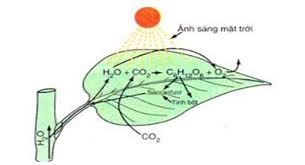 Ánh sáng mặt trời
H₂O + CO₂ → C₆H₁₂O₆ + O₂
Saccarôzơ
Tinh bột
H₂O
CO₂